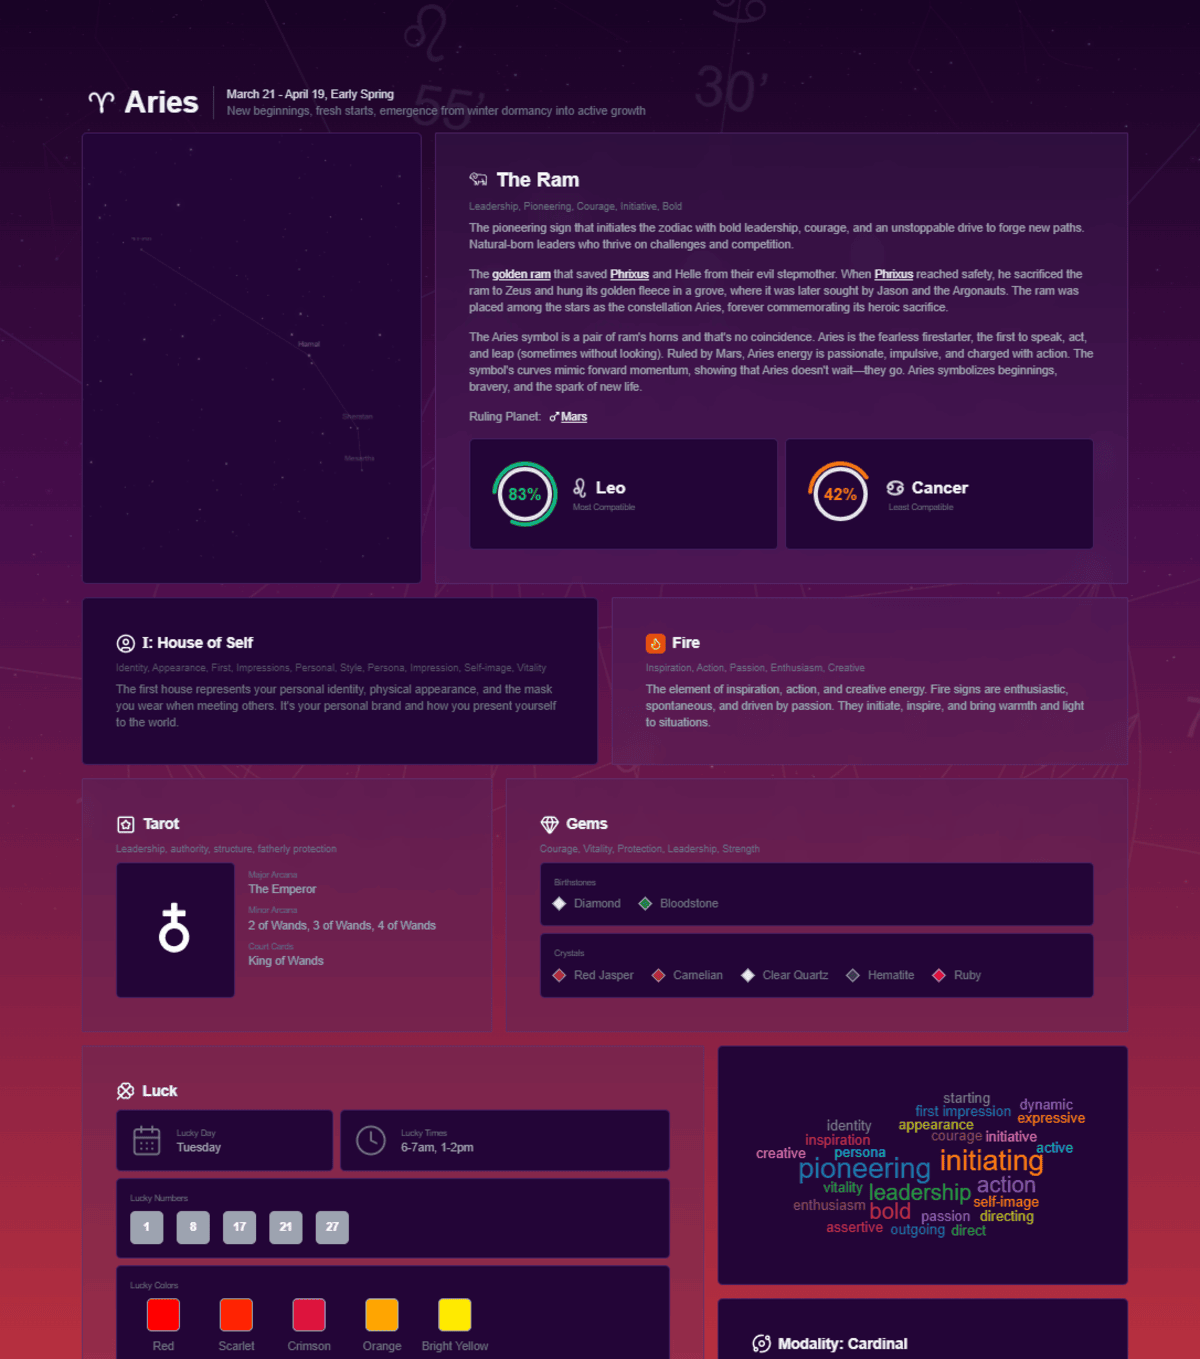 55'
30'
Aries
March 21 - April 19, Early Spring
New beginnings, fresh starts, emergence from winter dormancy into active growth
Hamal
Sheratan
Mesarthim
The Ram
Leadership, Pioneering, Courage, Initiative, Bold
The pioneering sign that initiates the zodiac with bold leadership, courage, and an unstoppable drive to forge new paths.
Natural-born leaders who thrive on challenges and competition.
The golden ram that saved Phrixus and Helle from their evil stepmother. When Phrixus reached safety, he sacrificed the
ram to Zeus and hung its golden fleece in a grove, where it was later sought by Jason and the Argonauts. The ram was
placed among the stars as the constellation Aries, forever commemorating its heroic sacrifice.
The Aries symbol is a pair of ram's horns and that's no coincidence. Aries is the fearless firestarter, the first to speak, act,
and leap (sometimes without looking). Ruled by Mars, Aries energy is passionate, impulsive, and charged with action. The
symbol's curves mimic forward momentum, showing that Aries doesn't wait—they go. Aries symbolizes beginnings,
bravery, and the spark of new life.
Ruling Planet: ♂ Mars
83%
Leo
Most Compatible
42%
Cancer
Least Compatible
I: House of Self
Identity, Appearance, First, Impressions, Personal, Style, Persona, Impression, Self-image, Vitality
The first house represents your personal identity, physical appearance, and the mask
you wear when meeting others. It's your personal brand and how you present yourself
to the world.
Fire
Inspiration, Action, Passion, Enthusiasm, Creative
The element of inspiration, action, and creative energy. Fire signs are enthusiastic,
spontaneous, and driven by passion. They initiate, inspire, and bring warmth and light
to situations.
Tarot
Leadership, authority, structure, fatherly protection
Major Arcana
The Emperor
Minor Arcana
2 of Wands, 3 of Wands, 4 of Wands
Court Cards
King of Wands
Gems
Courage, Vitality, Protection, Leadership, Strength
Birthstones
Diamond Bloodstone
Crystals
Red Jasper Carnelian Clear Quartz Hematite Ruby
Luck
Lucky Day
Tuesday
Lucky Times
6-7am, 1-2pm
Lucky Numbers
1 8 17 21 27
Lucky Colors
Red Scarlet Crimson Orange Bright Yellow
starting
first impression dynamic
expressive
identity appearance
inspiration courage initiative
creative persona active
pioneering initiating
vitality leadership action
enthusiasm bold self-image
passion directing
assertive outgoing direct
Modality: Cardinal